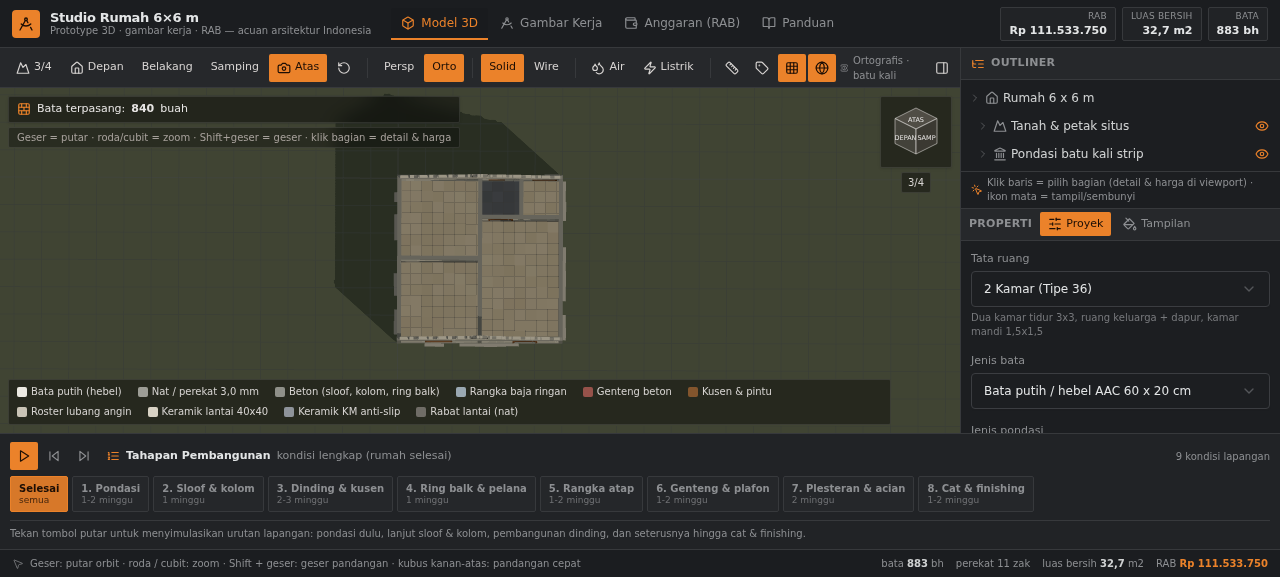 Studio Rumah 6×6 m
Prototype 3D · gambar kerja · RAB — acuan arsitektur Indonesia
Model 3D
Gambar Kerja
Anggaran (RAB)
Panduan
RAB
Rp 111.533.750
LUAS BERSIH
32,7 m2
BATA
883 bh
3/4
Depan
Belakang
Samping
Atas
Persp
Orto
Solid
Wire
Air
Listrik
Ortografis ·
batu kali
Bata terpasang: 840 buah
Geser = putar · roda/cubit = zoom · Shift+geser = geser · klik bagian = detail & harga
ATAS
DEPAN
SAMP
3/4
Bata putih (hebel)
Nat / perekat 3,0 mm
Beton (sloof, kolom, ring balk)
Rangka baja ringan
Genteng beton
Kusen & pintu
Roster lubang angin
Keramik lantai 40x40
Keramik KM anti-slip
Rabat lantai (nat)
OUTLINER
Rumah 6 x 6 m
Tanah & petak situs
Pondasi batu kali strip
Klik baris = pilih bagian (detail & harga di viewport) ·
ikon mata = tampil/sembunyi
PROPERTI
Proyek
Tampilan
Tata ruang
2 Kamar (Tipe 36)
Dua kamar tidur 3x3, ruang keluarga + dapur, kamar
mandi 1,5x1,5
Jenis bata
Bata putih / hebel AAC 60 x 20 cm
Jenis pondasi
Tahapan Pembangunan kondisi lengkap (rumah selesai)
9 kondisi lapangan
Selesai
semua
1. Pondasi
1-2 minggu
2. Sloof & kolom
1 minggu
3. Dinding & kusen
2-3 minggu
4. Ring balk & pelana
1 minggu
5. Rangka atap
1-2 minggu
6. Genteng & plafon
1-2 minggu
7. Plesteran & acian
2 minggu
8. Cat & finishing
1-2 minggu
Tekan tombol putar untuk menyimulasikan urutan lapangan: pondasi dulu, lanjut sloof & kolom, pembangunan dinding, dan seterusnya hingga cat & finishing.
Geser: putar orbit · roda / cubit: zoom · Shift + geser: geser pandangan · kubus kanan-atas: pandangan cepat
bata 883 bh
perekat 11 zak
luas bersih 32,7 m2
RAB Rp 111.533.750